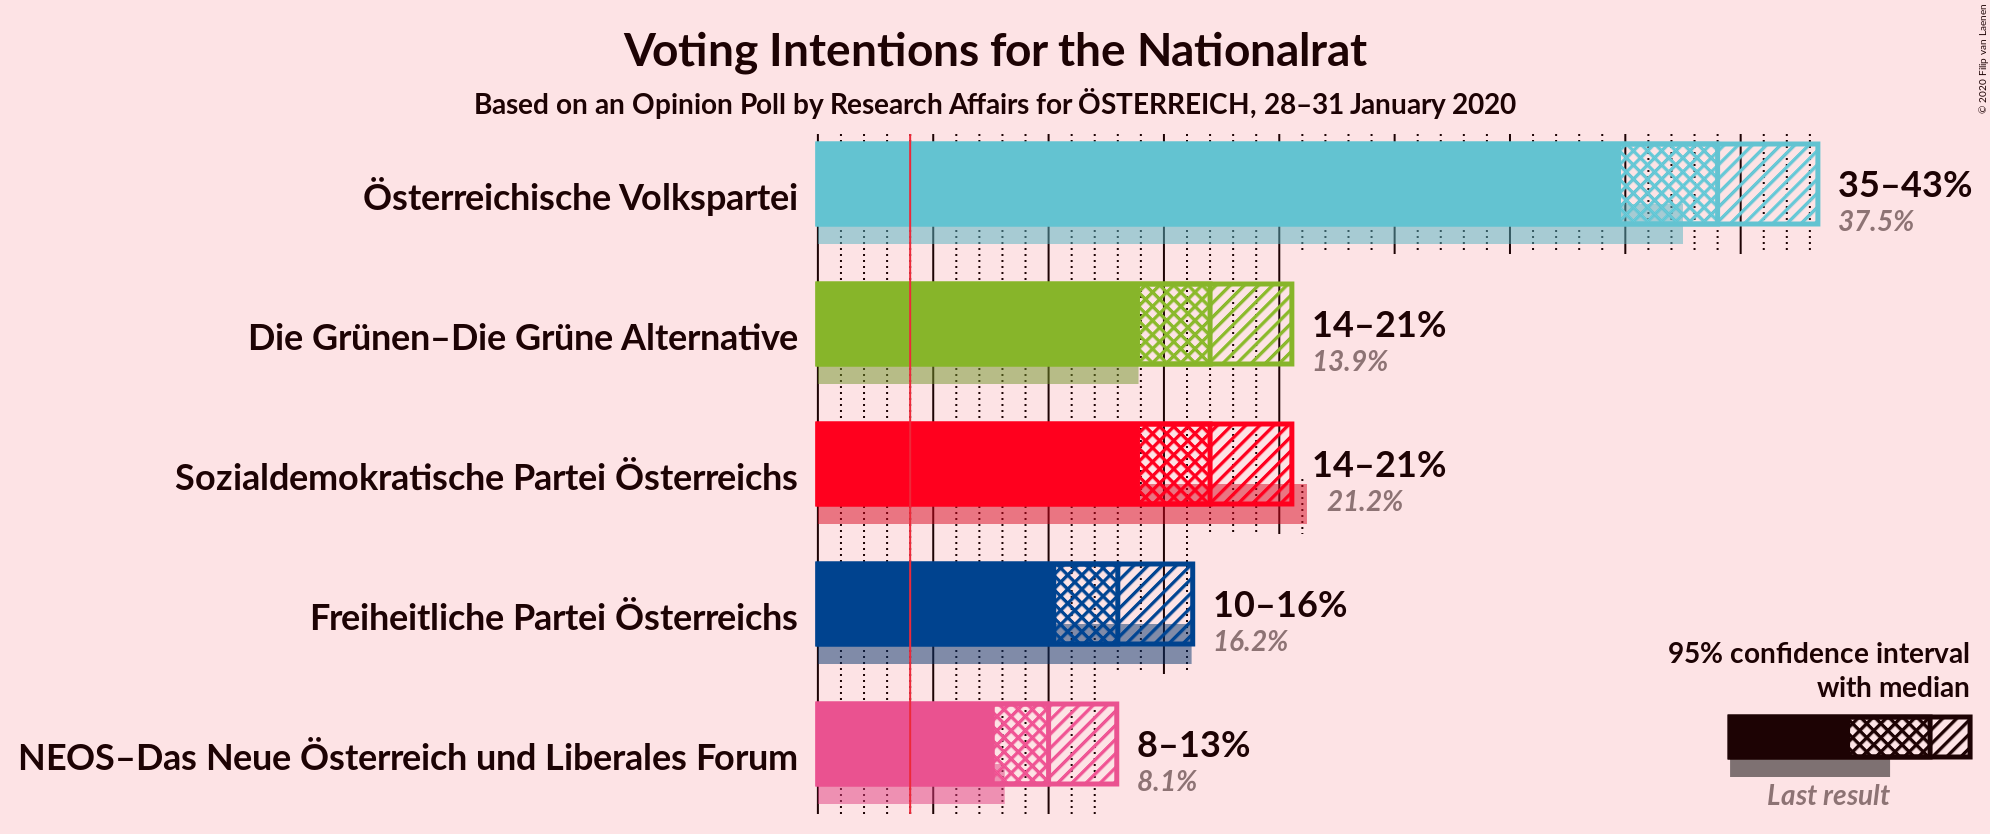 Voting Intentions for the Nationalrat
Based on an Opinion Poll by Research Affairs for ÖSTERREICH, 28–31 January 2020
© 2020 Filip van Laenen
Österreichische Volkspartei
35–43%
37.5%
Die Grünen–Die Grüne Alternative
14–21%
13.9%
Sozialdemokratische Partei Österreichs
14–21%
21.2%
Freiheitliche Partei Österreichs
10–16%
16.2%
NEOS–Das Neue Österreich und Liberales Forum
8–13%
8.1%
95% confidence interval
with median
Last result